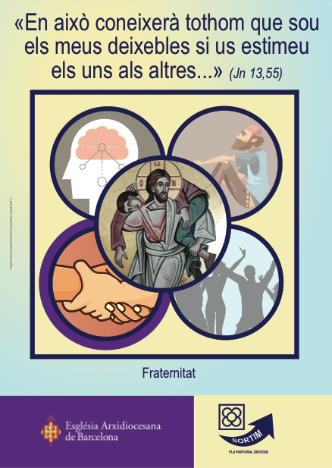 «En això coneixerà tothom que sou
els meus deixebles si us estimeu
els uns als altres...» (Jn 13,55)
Fraternitat
Església Arxidiocesana
de Barcelona
SORTIM!
PLA PASTORAL DIOCESÀ